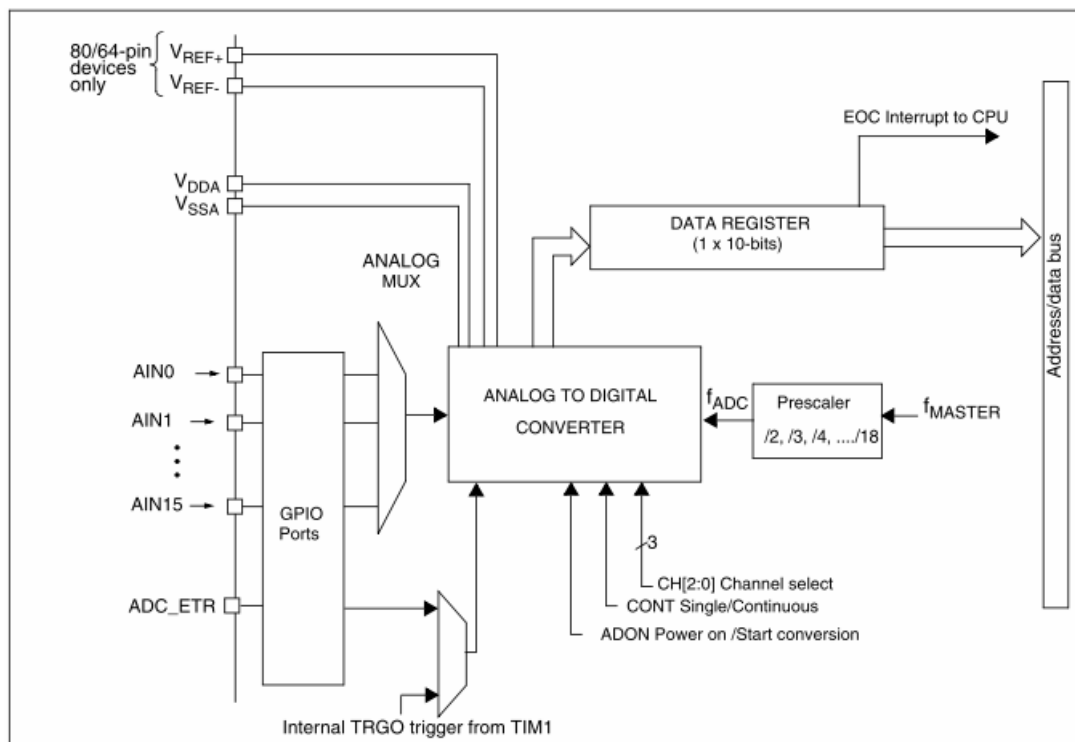 80/64-pin
devices
only
VREF+
VREF-
VDDA
VSSA
EOC Interrupt to CPU
DATA REGISTER
(1 x 10-bits)
Address/data bus
ANALOG
MUX
AIN0
AIN1
AIN15
ANALOG TO DIGITAL
CONVERTER
fADC
Prescaler
/2, /3, /4, ..../18
fMASTER
GPIO
Ports
3
CH[2:0] Channel select
CONT Single/Continuous
ADON Power on /Start conversion
ADC_ETR
Internal TRGO trigger from TIM1